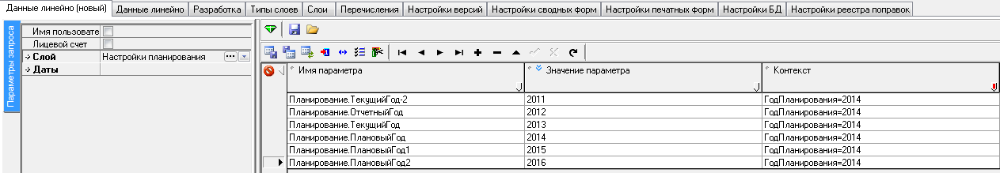 Данные линейно (новый) Данные линейно Разработка Типы слоев Слои Перечисления Настройки версий Настройки сводных форм Настройки печатных форм Настройки БД Настройки реестра поправок
Параметры запроса
Имя пользовате
Лицевой счет
Слой Настройки планирования
Даты
Имя параметра Значение параметра Контекст
Планирование.ТекущийГод-2 2011 ГодПланирования=2014
Планирование.ОтчетныйГод 2012 ГодПланирования=2014
Планирование.ТекущийГод 2013 ГодПланирования=2014
Планирование.ПлановыйГод 2014 ГодПланирования=2014
Планирование.ПлановыйГод1 2015 ГодПланирования=2014
Планирование.ПлановыйГод2 2016 ГодПланирования=2014